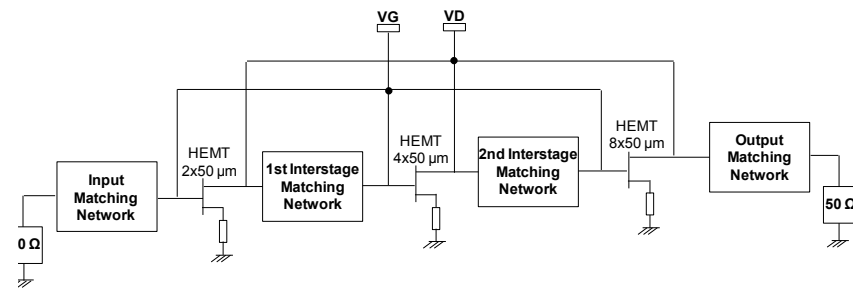 VG VD
HEMT
2x50 µm
HEMT
4x50 µm
HEMT
8x50 µm
Input
Matching
Network
1st Interstage
Matching
Network
2nd Interstage
Matching
Network
Output
Matching
Network
0 Ω
50 Ω